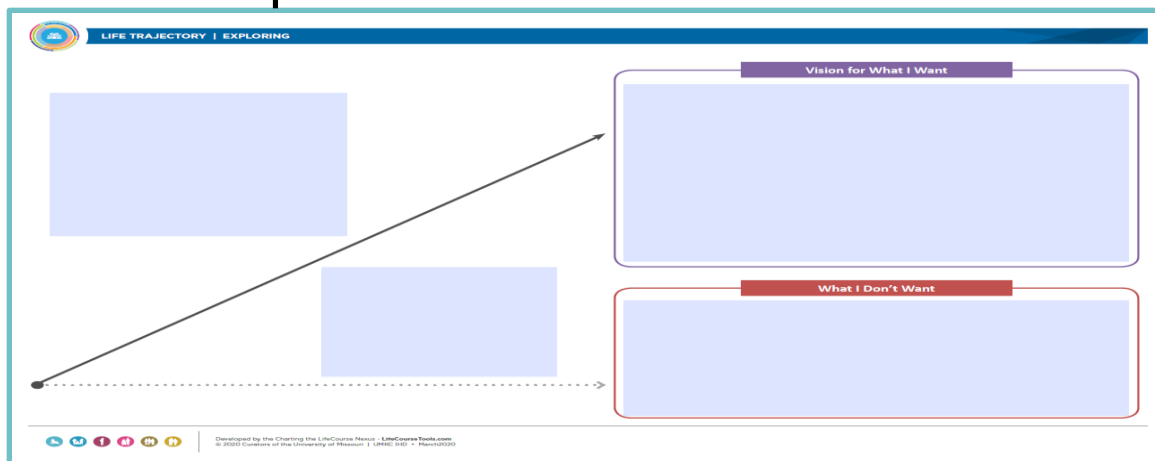 LIFE TRAJECTORY | EXPLORING
Vision for What I Want
What I Don't Want
Developed by the Charting the LifeCourse Nexus - LifeCourseTools.com
© 2020 Curators of the University of Missouri | UMKC IHD • March2020